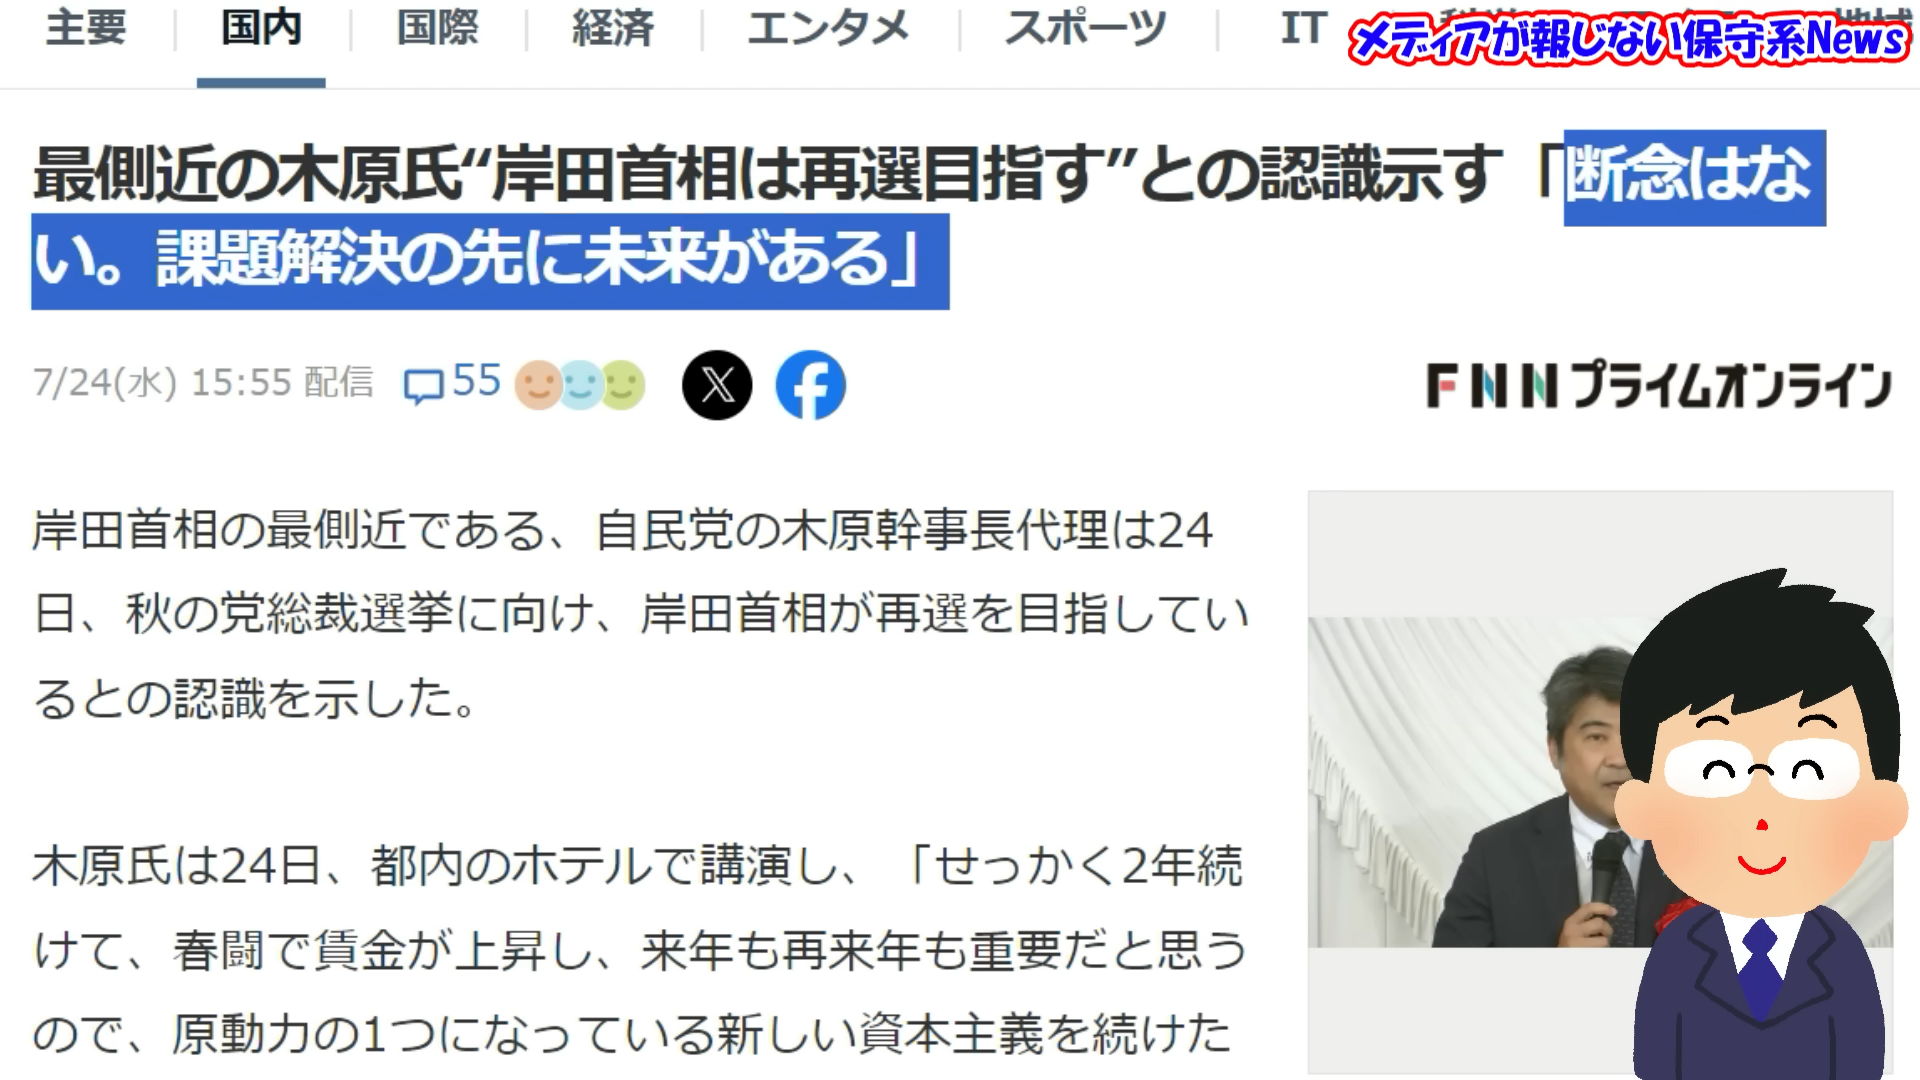 主要 国内 国際 経済 エンタメ スポーツ IT
メディアが報じない保守系News
最側近の木原氏“岸田首相は再選目指す”との認識示す「断念はな
い。課題解決の先に未来がある」
7/24(水) 15:55 配信 55
FNNプライムオンライン
岸田首相の最側近である、自民党の木原幹事長代理は24
日、秋の党総裁選挙に向け、岸田首相が再選を目指してい
るとの認識を示した。
木原氏は24日、都内のホテルで講演し、「せっかく2年続
けて、春闘で賃金が上昇し、来年も再来年も重要だと思う
ので、原動力の1つになっている新しい資本主義を続けた